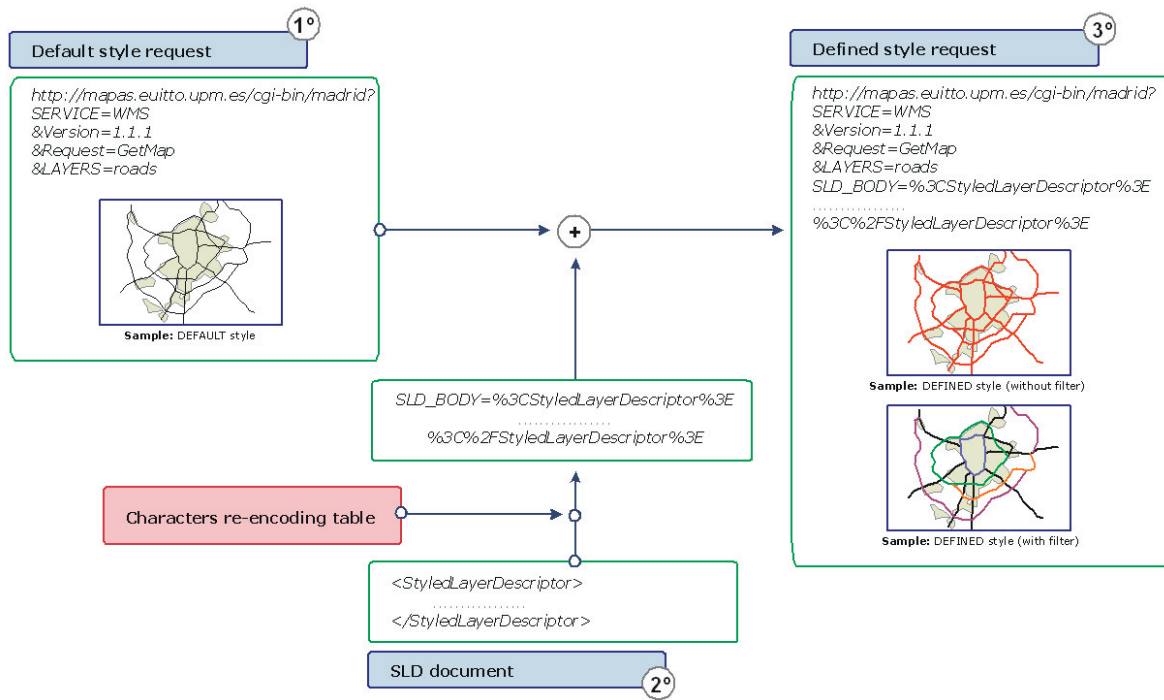 1º
Default style request
http://mapas.euitto.upm.es/cgi-bin/madrid?
SERVICE=WMS
&Version=1.1.1
&Request=GetMap
&LAYERS=roads
Sample: DEFAULT style
+
SLD_BODY=%3CStyledLayerDescriptor%3E
.................
%3C%2FStyledLayerDescriptor%3E
Characters re-encoding table
<StyledLayerDescriptor>
.................
</StyledLayerDescriptor>
SLD document
2º
3º
Defined style request
http://mapas.euitto.upm.es/cgi-bin/madrid?
SERVICE=WMS
&Version=1.1.1
&Request=GetMap
&LAYERS=roads
SLD_BODY=%3CStyledLayerDescriptor%3E
.................
%3C%2FStyledLayerDescriptor%3E
Sample: DEFINED style (without filter)
Sample: DEFINED style (with filter)